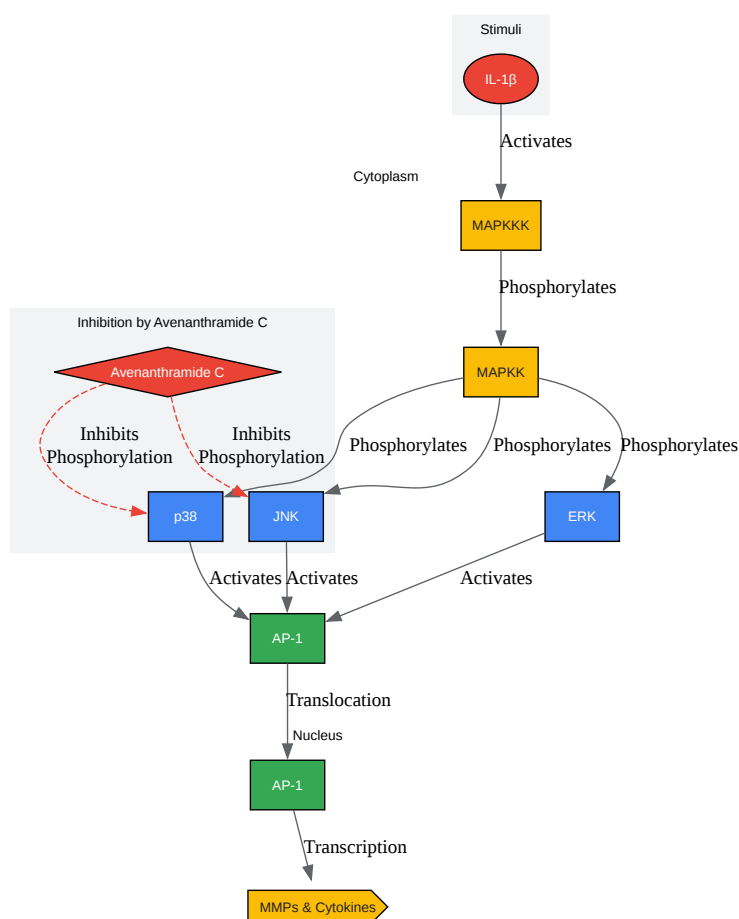 Stimuli
IL-1β
Activates
Cytoplasm
MAPKKK
Phosphorylates
Inhibition by Avenanthramide C
Avenanthramide C
MAPKK
Inhibits
Phosphorylation
Inhibits
Phosphorylation
Phosphorylates
Phosphorylates
Phosphorylates
p38
JNK
ERK
Activates
Activates
Activates
AP-1
Translocation
Nucleus
AP-1
Transcription
MMPs & Cytokines